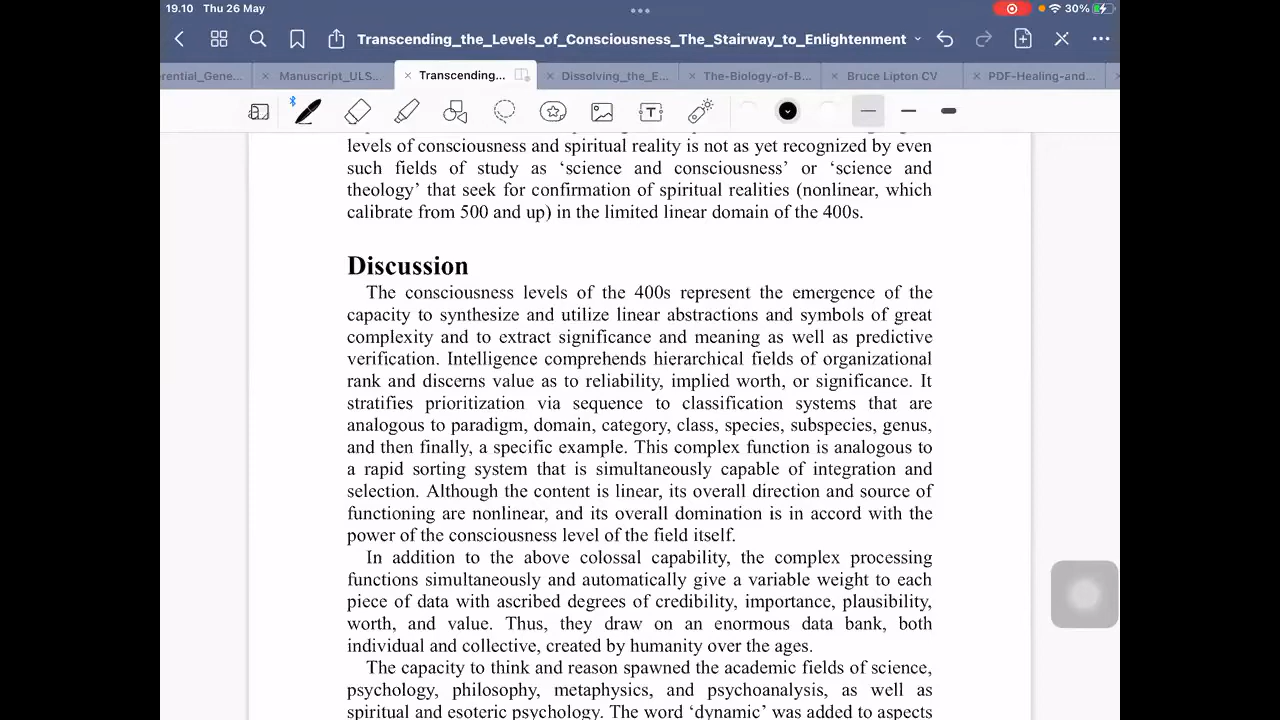 19.10 Thu 26 May
30%
Transcending_the_Levels_of_Consciousness_The_Stairway_to_Enlightenment
erential_Gene...
Manuscript_ULS...
Transcending...
Dissolving_the_E...
The-Biology-of-B...
Bruce Lipton CV
PDF-Healing-and...
levels of consciousness and spiritual reality is not as yet recognized by even
such fields of study as ‘science and consciousness’ or ‘science and
theology’ that seek for confirmation of spiritual realities (nonlinear, which
calibrate from 500 and up) in the limited linear domain of the 400s.
Discussion
The consciousness levels of the 400s represent the emergence of the
capacity to synthesize and utilize linear abstractions and symbols of great
complexity and to extract significance and meaning as well as predictive
verification. Intelligence comprehends hierarchical fields of organizational
rank and discerns value as to reliability, implied worth, or significance. It
stratifies prioritization via sequence to classification systems that are
analogous to paradigm, domain, category, class, species, subspecies, genus,
and then finally, a specific example. This complex function is analogous to
a rapid sorting system that is simultaneously capable of integration and
selection. Although the content is linear, its overall direction and source of
functioning are nonlinear, and its overall domination is in accord with the
power of the consciousness level of the field itself.
In addition to the above colossal capability, the complex processing
functions simultaneously and automatically give a variable weight to each
piece of data with ascribed degrees of credibility, importance, plausibility,
worth, and value. Thus, they draw on an enormous data bank, both
individual and collective, created by humanity over the ages.
The capacity to think and reason spawned the academic fields of science,
psychology, philosophy, metaphysics, and psychoanalysis, as well as
spiritual and esoteric psychology. The word ‘dynamic’ was added to aspects